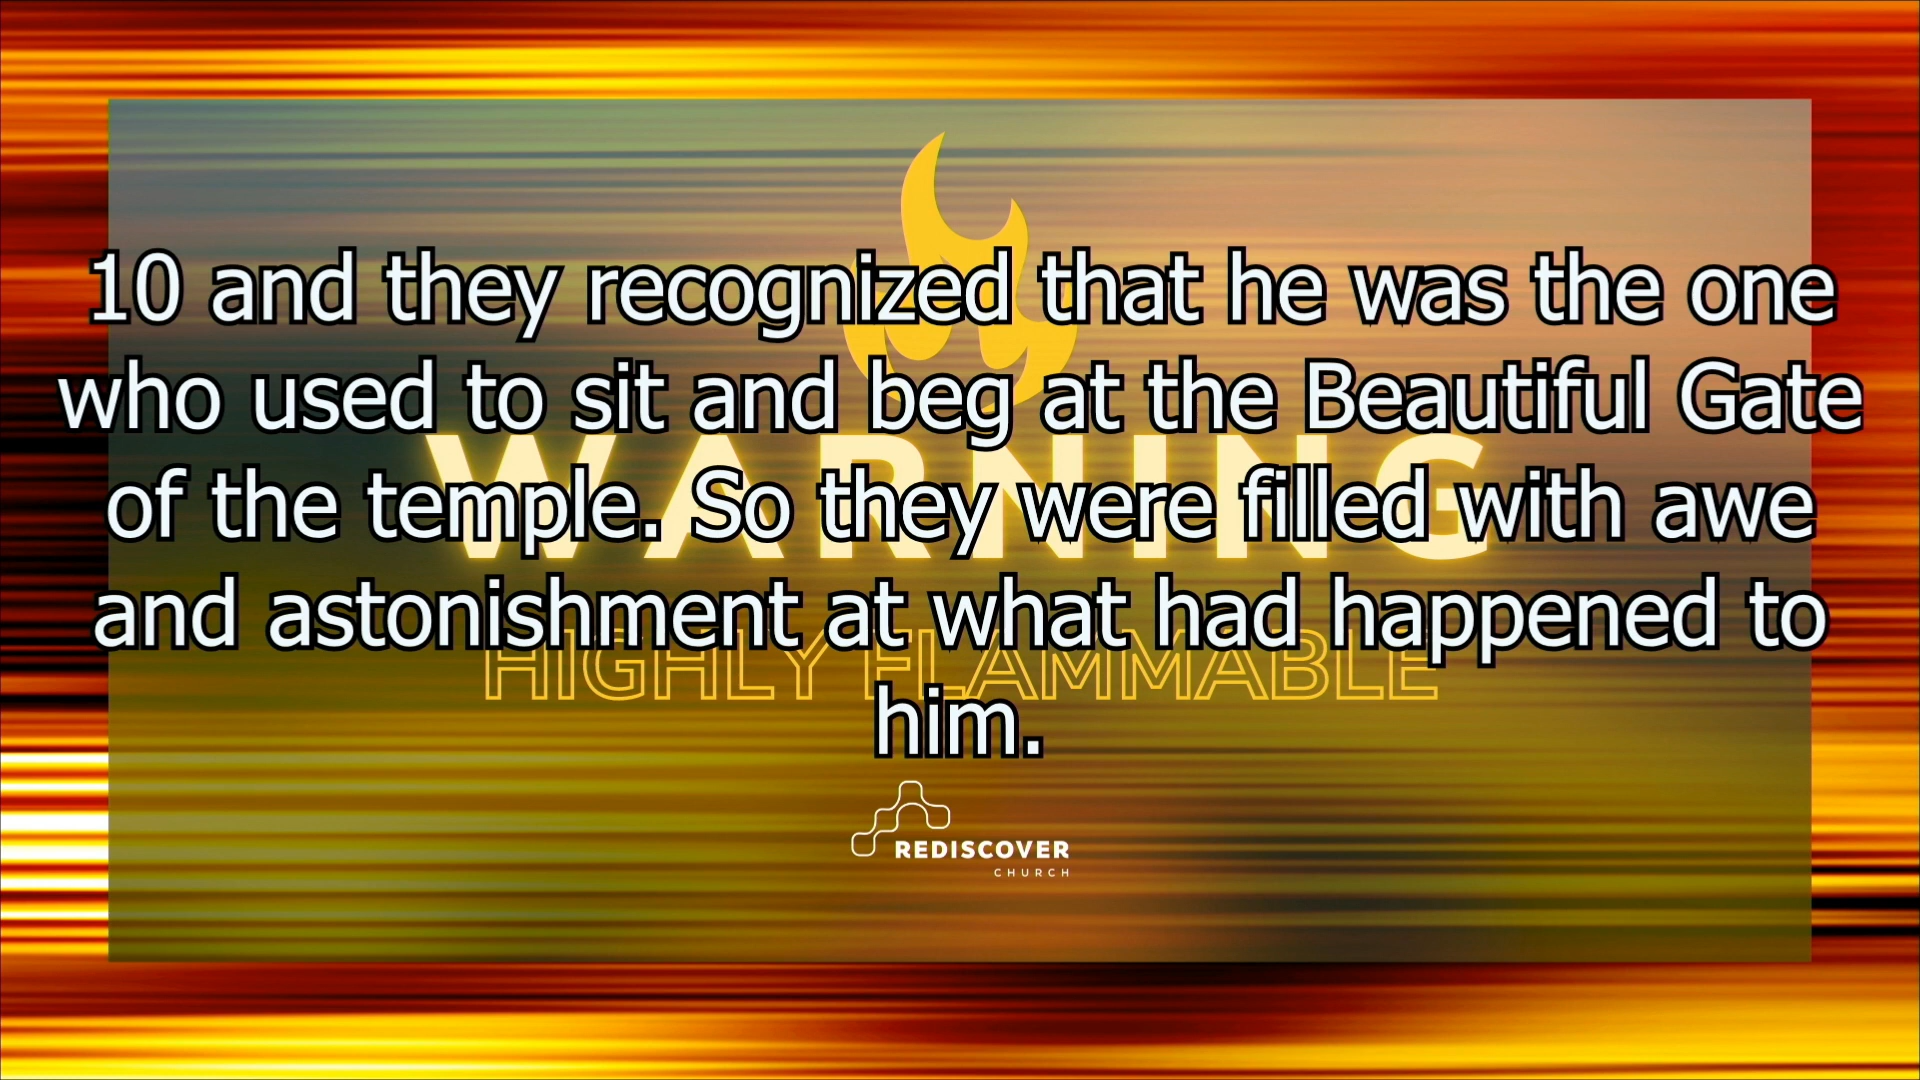 10 and they recognized that he was the one
who used to sit and beg at the Beautiful Gate
of the temple. So they were filled with awe
and astonishment at what had happened to
him.
WARNING
HIGHLY FLAMMABLE
REDISCOVER
CHURCH